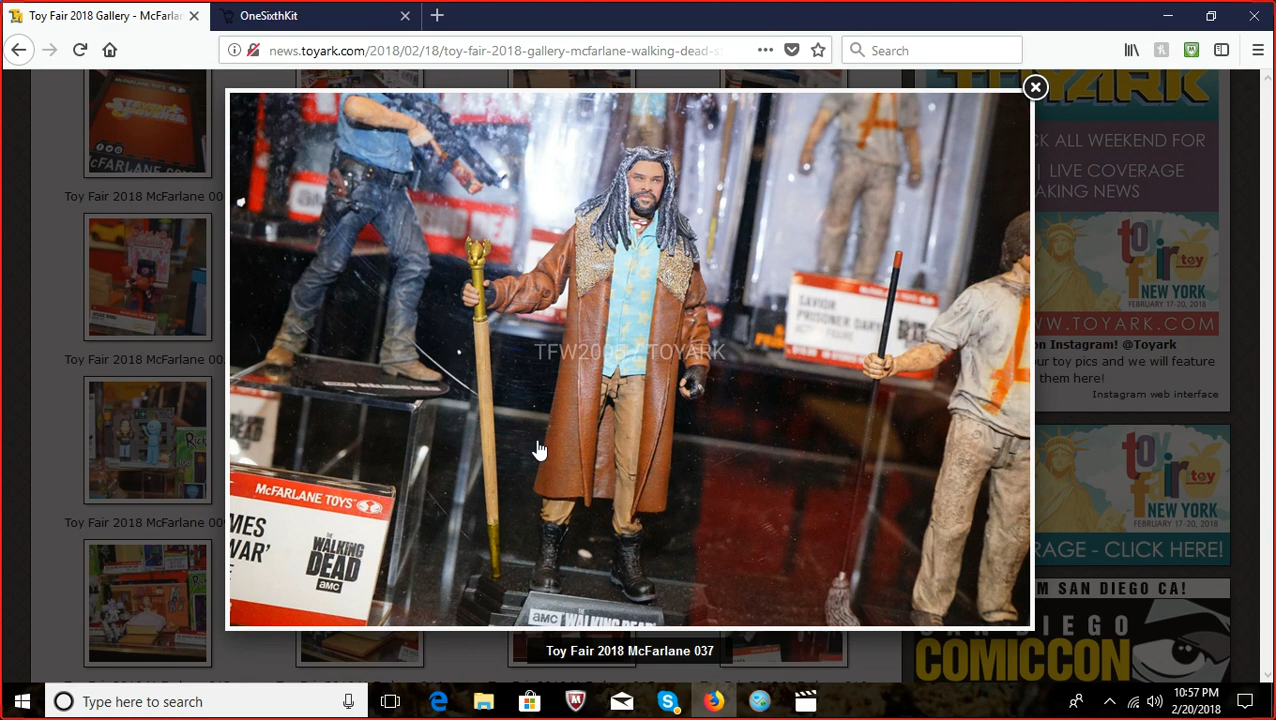 Toy Fair 2018 Gallery - McFarlan
OneSixthKit
news.toyark.com/2018/02/18/toy-fair-2018-gallery-mcfarlane-walking-dead-s
Search
TOYARK
CK ALL WEEKEND FOR
| LIVE COVERAGE
AKING NEWS
toy
fair
toy
NEW YORK
FEBRUARY 17-20, 2018
WWW.TOYARK.COM
on Instagram! @Toyark
our toy pics and we will feature
them here!
Instagram web interface
toy
fair
toy
NEW YORK
FEBRUARY 17-20, 2018
RAGE - CLICK HERE!
M SAN DIEGO CA!
SAN DIEGO
COMICCON
Toy Fair 2018 McFarlane 00
Toy Fair 2018 McFarlane 00
Toy Fair 2018 McFarlane 00
SAVIOR
PRISONER DARY
TFW2005 / TOYARK
McFARLANE TOYS
MES
WAR'
E
THE
WALKING
DEAD
amc
amc
WALKING DEAD
Toy Fair 2018 McFarlane 037
Type here to search
10:57 PM
2/20/2018